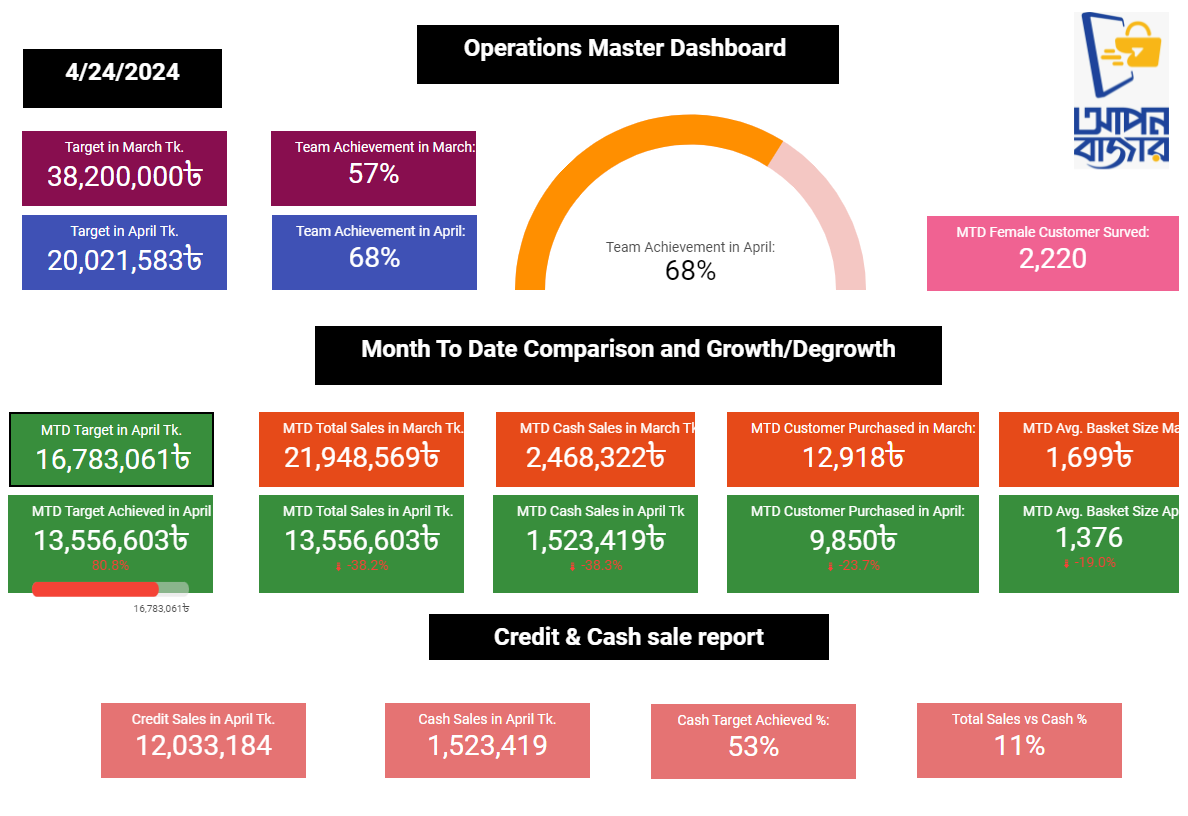 Operations Master Dashboard
4/24/2024
আপন
বাজার
Target in March Tk.
38,200,000৳
Team Achievement in March:
57%
Target in April Tk.
20,021,583৳
Team Achievement in April:
68%
Team Achievement in April:
68%
MTD Female Customer Surved:
2,220
Month To Date Comparison and Growth/Degrowth
MTD Target in April Tk.
16,783,061৳
MTD Total Sales in March Tk.
21,948,569৳
MTD Cash Sales in March Tk
2,468,322৳
MTD Customer Purchased in March:
12,918৳
MTD Avg. Basket Size Ma
1,699৳
MTD Target Achieved in April
13,556,603৳
80.8%
16,783,061৳
MTD Total Sales in April Tk.
13,556,603৳
-38.2%
MTD Cash Sales in April Tk
1,523,419৳
-38.3%
MTD Customer Purchased in April:
9,850৳
-23.7%
MTD Avg. Basket Size Ap
1,376
-19.0%
Credit & Cash sale report
Credit Sales in April Tk.
12,033,184
Cash Sales in April Tk.
1,523,419
Cash Target Achieved %:
53%
Total Sales vs Cash %
11%